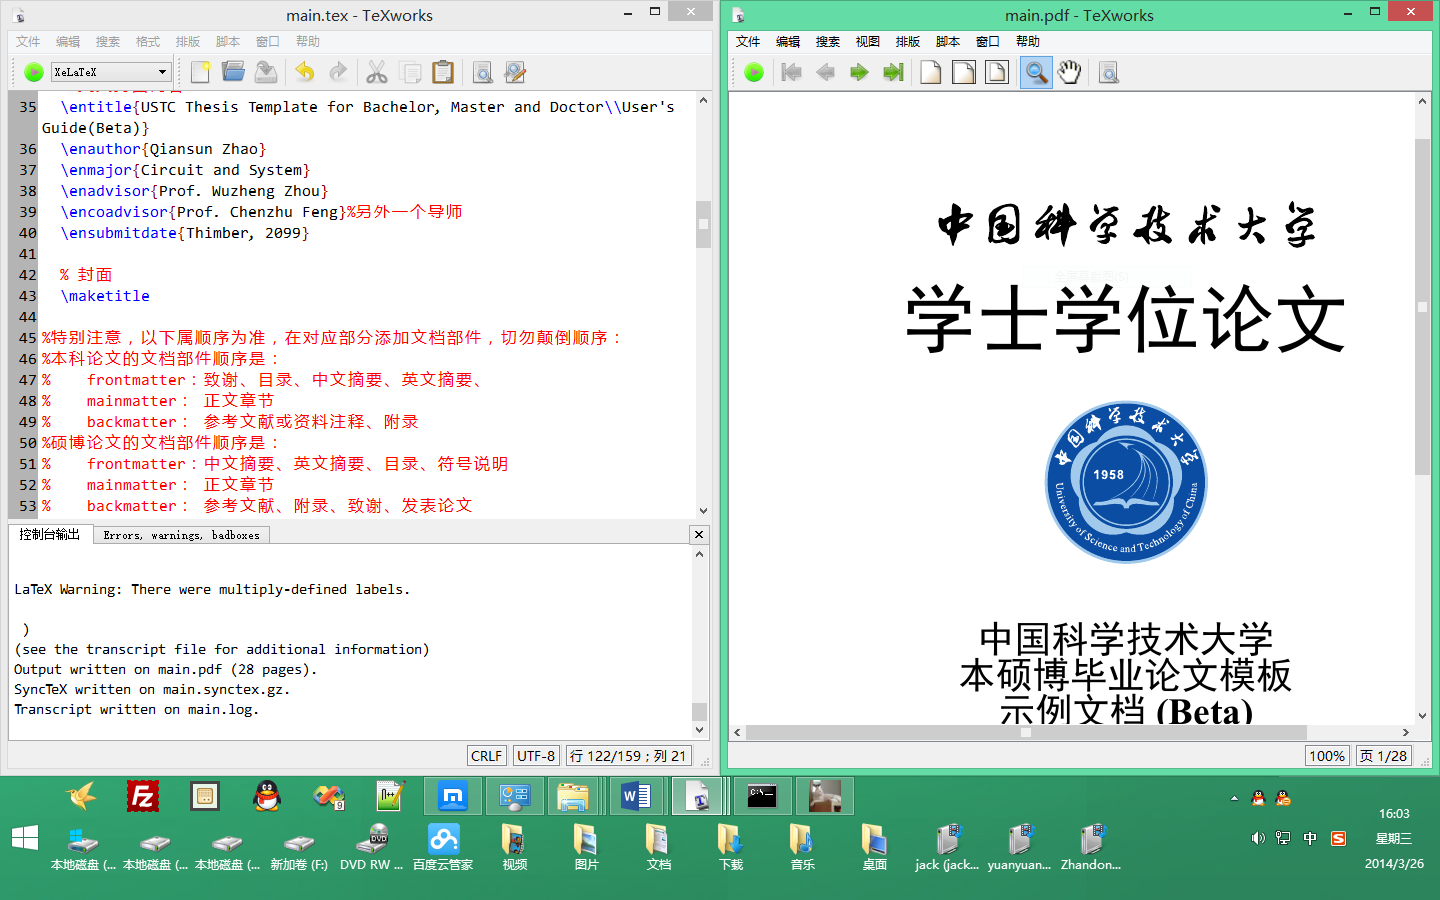 main.tex - TeXworks
文件 编辑 搜索 格式 排版 脚本 窗口 帮助
XeLaTeX
35 \entitle{USTC Thesis Template for Bachelor, Master and Doctor\\User's
Guide(Beta)}
36 \enauthor{Qiansun Zhao}
37 \enmajor{Circuit and System}
38 \enadvisor{Prof. Wuzheng Zhou}
39 \encoadvisor{Prof. Chenzhu Feng}%另外一个导师
40 \ensubmitdate{Thimber, 2099}
41
42 % 封面
43 \maketitle
44
45 %特别注意，以下属顺序为准，在对应部分添加文档部件，切勿颠倒顺序：
46 %本科论文的文档部件顺序是：
47 % frontmatter：致谢、目录、中文摘要、英文摘要、
48 % mainmatter： 正文章节
49 % backmatter： 参考文献或资料注释、附录
50 %硕博论文的文档部件顺序是：
51 % frontmatter：中文摘要、英文摘要、目录、符号说明
52 % mainmatter： 正文章节
53 % backmatter： 参考文献、附录、致谢、发表论文
控制台输出 Errors, warnings, badboxes
LaTeX Warning: There were multiply-defined labels.
)
(see the transcript file for additional information)
Output written on main.pdf (28 pages).
SyncTeX written on main.synctex.gz.
Transcript written on main.log.
CRLF UTF-8 行 122/159；列 21
main.pdf - TeXworks
文件 编辑 搜索 视图 排版 脚本 窗口 帮助
中国科学技术大学
学士学位论文
中国科学技术大学
1958
University of Science and Technology of China
中国科学技术大学
本硕博毕业论文模板
示例文档 (Beta)
100% 页 1/28
本地磁盘 (... 本地磁盘 (... 本地磁盘 (... 新加卷 (F:) DVD RW ... 百度云管家 视频 图片 文档 下载 音乐 桌面 jack (jack... yuanyuan... Zhandon...
中
16:03
星期三
2014/3/26